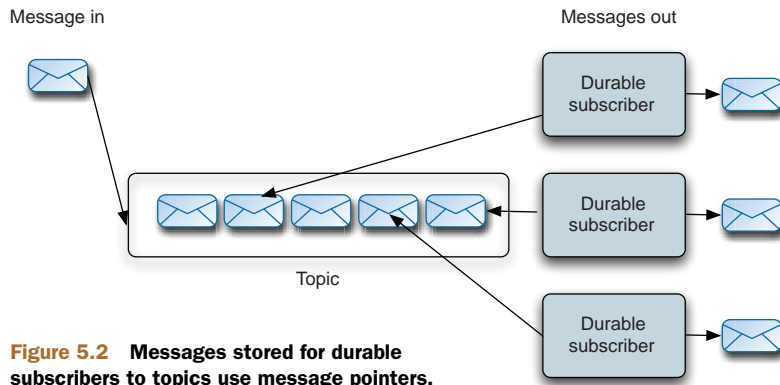 Message in
Messages out
Durable
subscriber
Durable
subscriber
Topic
Durable
subscriber
Figure 5.2 Messages stored for durable
subscribers to topics use message pointers.